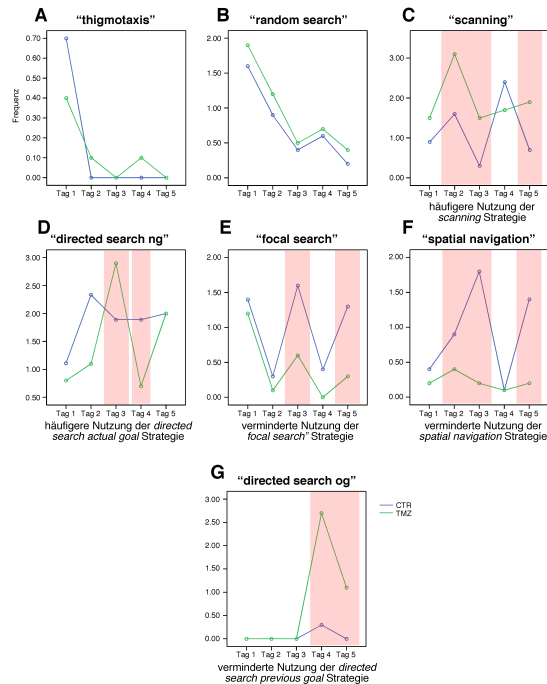 A
“thigmotaxis”
Frequenz
0.70
0.60
0.50
0.40
0.30
0.20
0.10
0.00
Tag 1 Tag 2 Tag 3 Tag 4 Tag 5
B
“random search”
2.00
1.50
1.00
0.50
0.00
Tag 1 Tag 2 Tag 3 Tag 4 Tag 5
C
“scanning”
3.00
2.00
1.00
0.00
Tag 1 Tag 2 Tag 3 Tag 4 Tag 5
häufigere Nutzung der
scanning Strategie
D
“directed search ng”
3.00
2.50
2.00
1.50
1.00
0.50
Tag 1 Tag 2 Tag 3 Tag 4 Tag 5
häufigere Nutzung der directed
search actual goal Strategie
E
“focal search”
2.00
1.50
1.00
0.50
0.00
Tag 1 Tag 2 Tag 3 Tag 4 Tag 5
verminderte Nutzung der
focal search” Strategie
F
“spatial navigation”
2.00
1.50
1.00
0.50
0.00
Tag 1 Tag 2 Tag 3 Tag 4 Tag 5
verminderte Nutzung der
spatial navigation Strategie
G
“directed search og”
3.00
2.50
2.00
1.50
1.00
0.50
0.00
Tag 1 Tag 2 Tag 3 Tag 4 Tag 5
verminderte Nutzung der directed
search previous goal Strategie
CTR
TMZ